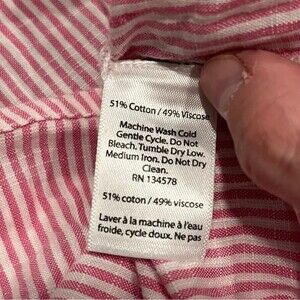 51% Cotton / 49% Viscose
Machine Wash Cold
Gentle Cycle. Do Not
Bleach. Tumble Dry Low.
Medium Iron. Do Not Dry
Clean.
RN 134578
51% coton / 49% viscose
Laver à la machine à l'eau
froide, cycle doux. Ne pas